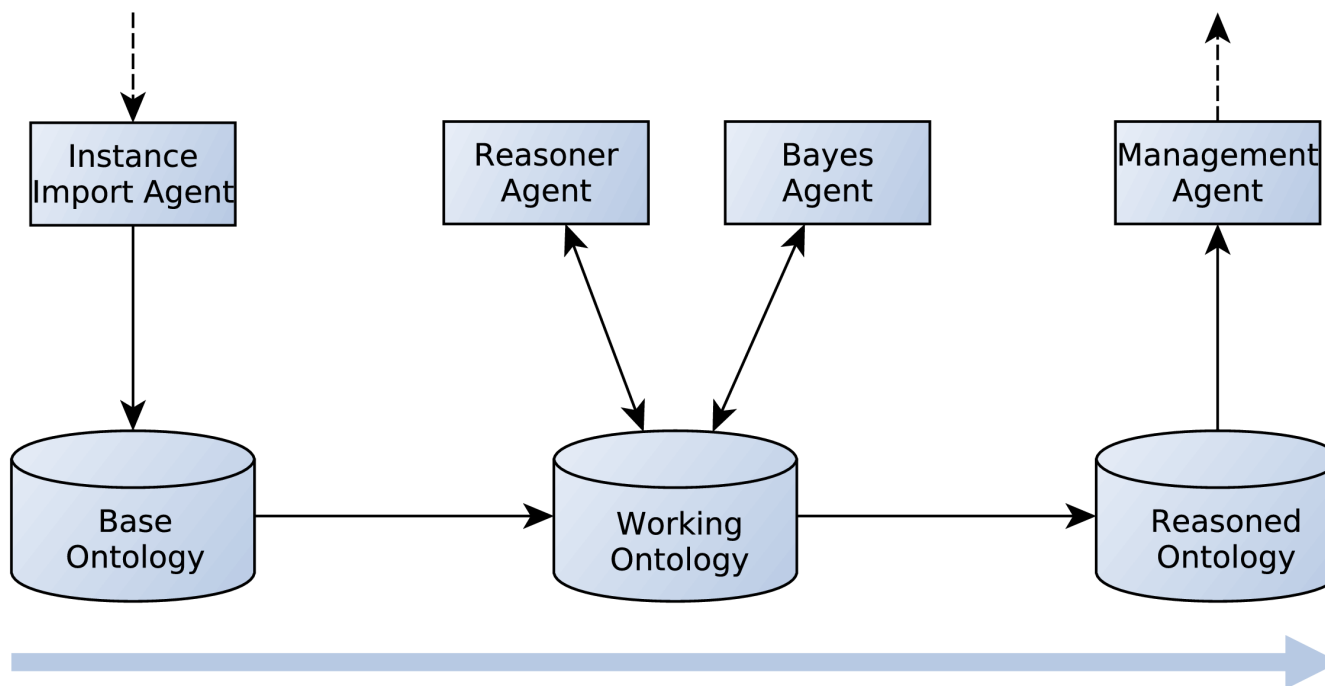 Instance
Import Agent
Reasoner
Agent
Bayes
Agent
Management
Agent
Base
Ontology
Working
Ontology
Reasoned
Ontology